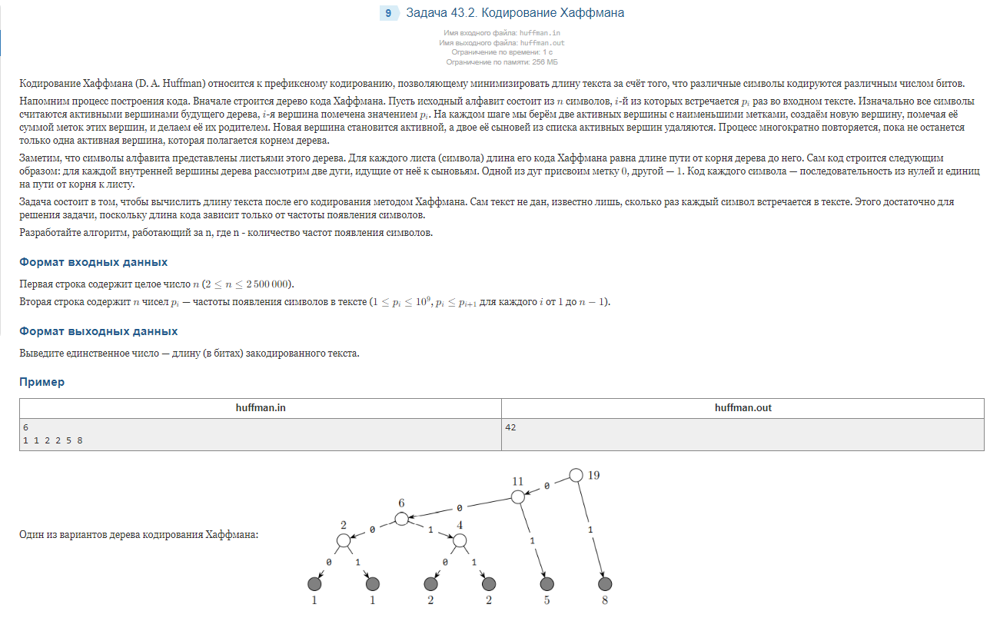 9 Задача 43.2. Кодирование Хаффмана
Имя входного файла: huffman.in
Имя выходного файла: huffman.out
Ограничение по времени: 1 с
Ограничение по памяти: 256 МБ
Кодирование Хаффмана (D. A. Huffman) относится к префиксному кодированию, позволяющему минимизировать длину текста за счёт того, что различные символы кодируются различным числом битов.
Напомним процесс построения кода. Вначале строится дерево кода Хаффмана. Пусть исходный алфавит состоит из n символов, i-й из которых встречается pᵢ раз во входном тексте. Изначально все символы
считаются активными вершинами будущего дерева, i-я вершина помечена значением pᵢ. На каждом шаге мы берём две активных вершины с наименьшими метками, создаём новую вершину, помечая её
суммой меток этих вершин, и делаем её их родителем. Новая вершина становится активной, а двое её сыновей из списка активных вершин удаляются. Процесс многократно повторяется, пока не останется
только одна активная вершина, которая полагается корнем дерева.
Заметим, что символы алфавита представлены листьями этого дерева. Для каждого листа (символа) длина его кода Хаффмана равна длине пути от корня дерева до него. Сам код строится следующим
образом: для каждой внутренней вершины дерева рассмотрим две дуги, идущие от неё к сыновьям. Одной из дуг присвоим метку 0, другой — 1. Код каждого символа — последовательность из нулей и единиц
на пути от корня к листу.
Задача состоит в том, чтобы вычислить длину текста после его кодирования методом Хаффмана. Сам текст не дан, известно лишь, сколько раз каждый символ встречается в тексте. Этого достаточно для
решения задачи, поскольку длина кода зависит только от частоты появления символов.
Разработайте алгоритм, работающий за n, где n - количество частот появления символов.
Формат входных данных
Первая строка содержит целое число n (2 ≤ n ≤ 2 500 000).
Вторая строка содержит n чисел pᵢ — частоты появления символов в тексте (1 ≤ pᵢ ≤ 10⁹, pᵢ ≤ pᵢ₊₁ для каждого i от 1 до n − 1).
Формат выходных данных
Выведите единственное число — длину (в битах) закодированного текста.
Пример
huffman.in huffman.out
6 42
1 1 2 2 5 8
Один из вариантов дерева кодирования Хаффмана:
19
11
0
6
0
1
2
4
0
1
1
0
1
0
1
1
1
2
2
5
8